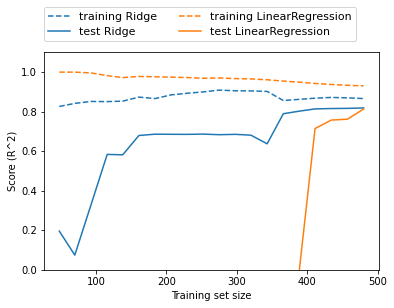 training Ridge
test Ridge
training LinearRegression
test LinearRegression
1.0
0.8
0.6
0.4
0.2
0.0
Score (R^2)
100
200
300
400
500
Training set size